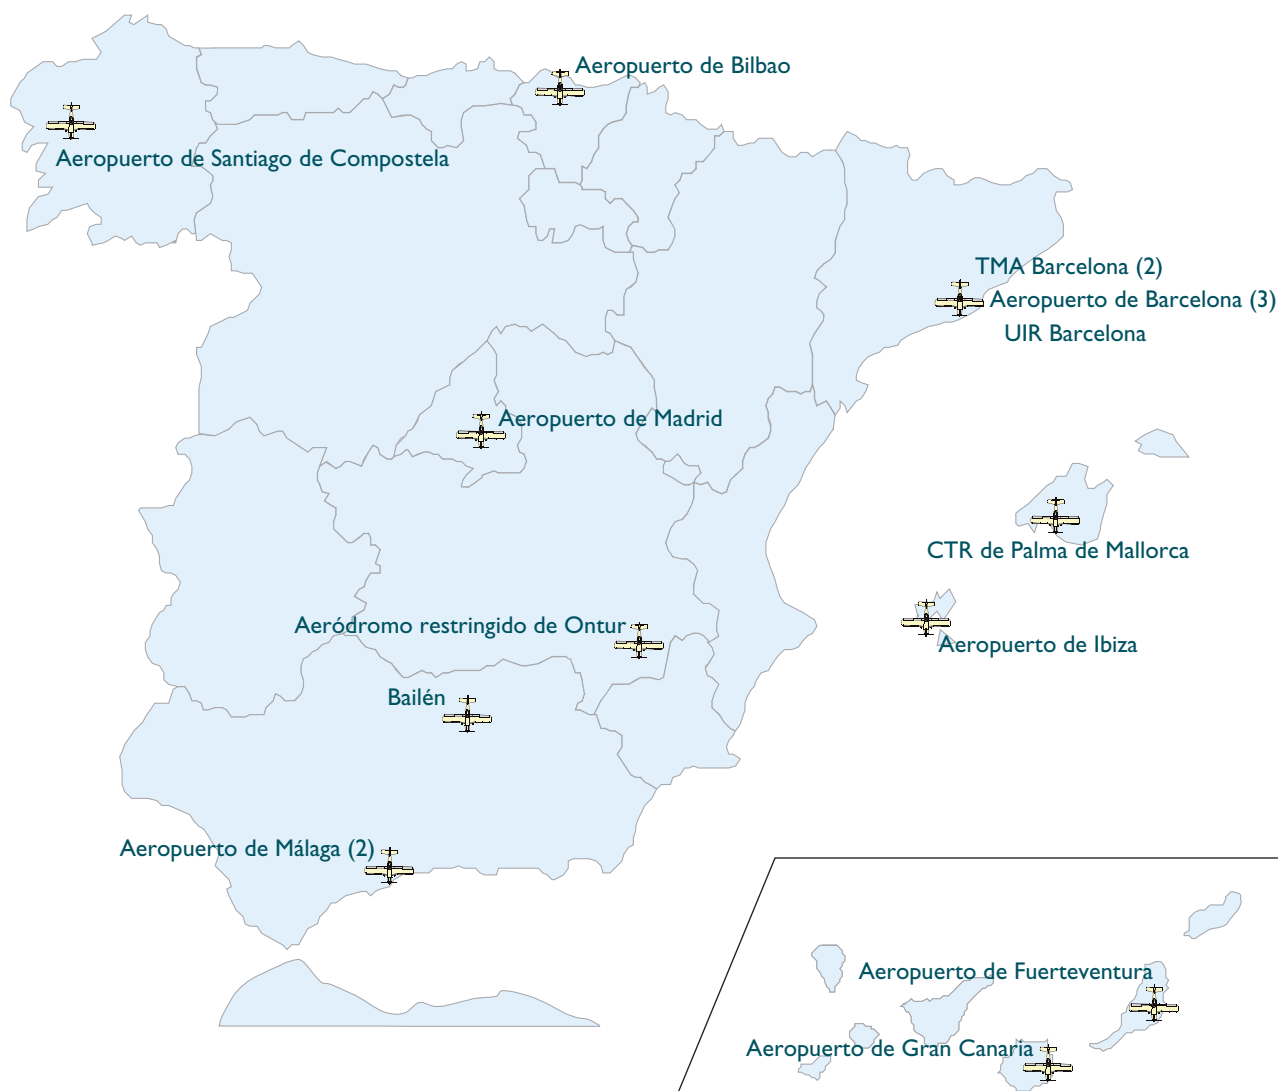 Aeropuerto de Bilbao
Aeropuerto de Santiago de Compostela
TMA Barcelona (2)
Aeropuerto de Barcelona (3)
UIR Barcelona
Aeropuerto de Madrid
CTR de Palma de Mallorca
Aeródromo restringido de Ontur
Aeropuerto de Ibiza
Bailén
Aeropuerto de Málaga (2)
Aeropuerto de Fuerteventura
Aeropuerto de Gran Canaria